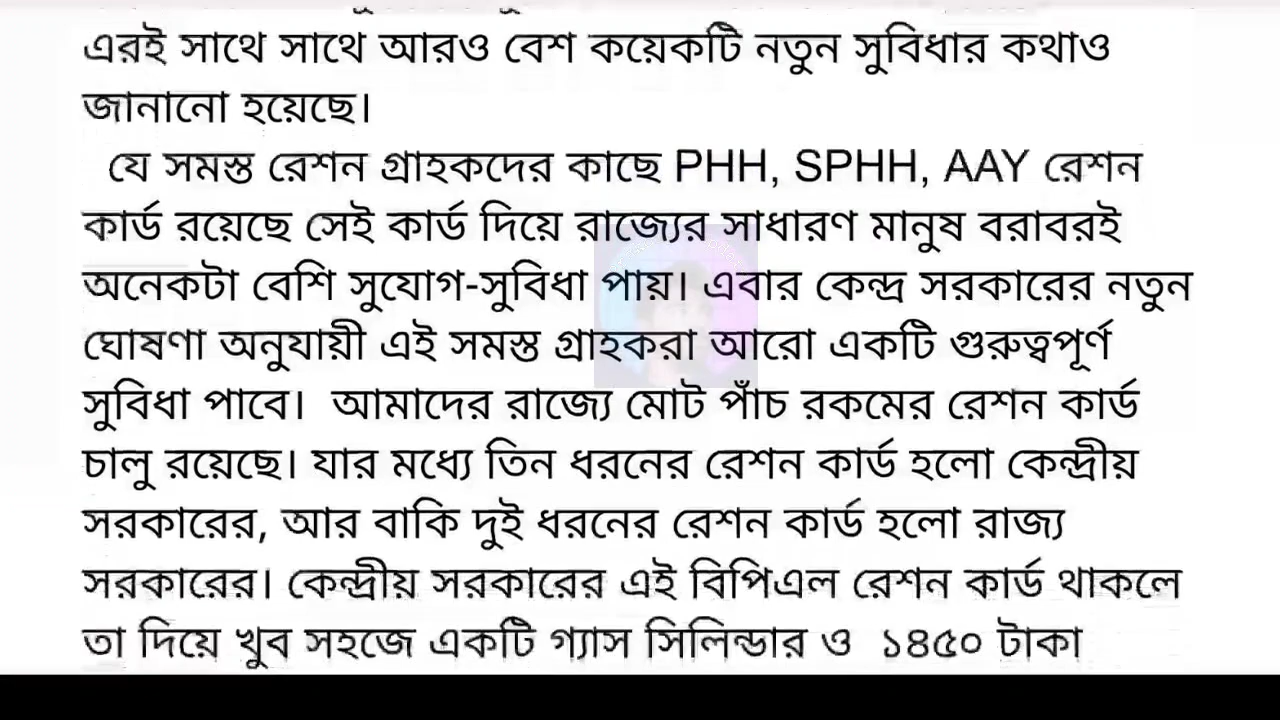 এরই সাথে সাথে আরও বেশ কয়েকটি নতুন সুবিধার কথাও
জানানো হয়েছে।
যে সমস্ত রেশন গ্রাহকদের কাছে PHH, SPHH, AAY রেশন
কার্ড রয়েছে সেই কার্ড দিয়ে রাজ্যের সাধারণ মানুষ বরাবরই
অনেকটা বেশি সুযোগ-সুবিধা পায়। এবার কেন্দ্র সরকারের নতুন
ঘোষণা অনুযায়ী এই সমস্ত গ্রাহকরা আরো একটি গুরুত্বপূর্ণ
সুবিধা পাবে। আমাদের রাজ্যে মোট পাঁচ রকমের রেশন কার্ড
চালু রয়েছে। যার মধ্যে তিন ধরনের রেশন কার্ড হলো কেন্দ্রীয়
সরকারের, আর বাকি দুই ধরনের রেশন কার্ড হলো রাজ্য
সরকারের। কেন্দ্রীয় সরকারের এই বিপিএল রেশন কার্ড থাকলে
তা দিয়ে খুব সহজে একটি গ্যাস সিলিন্ডার ও ১৪৫০ টাকা